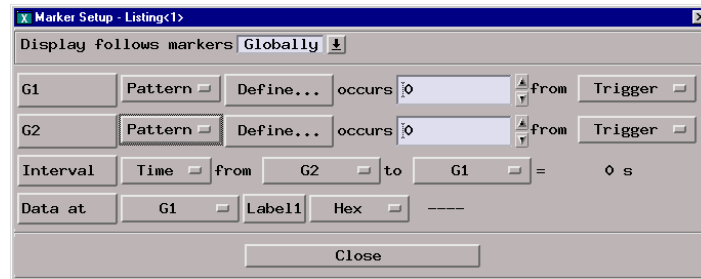 Marker Setup - Listing<1>
Display follows markers Globally
G1 Pattern Define... occurs 0 from Trigger
G2 Pattern Define... occurs 0 from Trigger
Interval Time from G2 to G1 = 0 s
Data at G1 Label1 Hex ----
Close